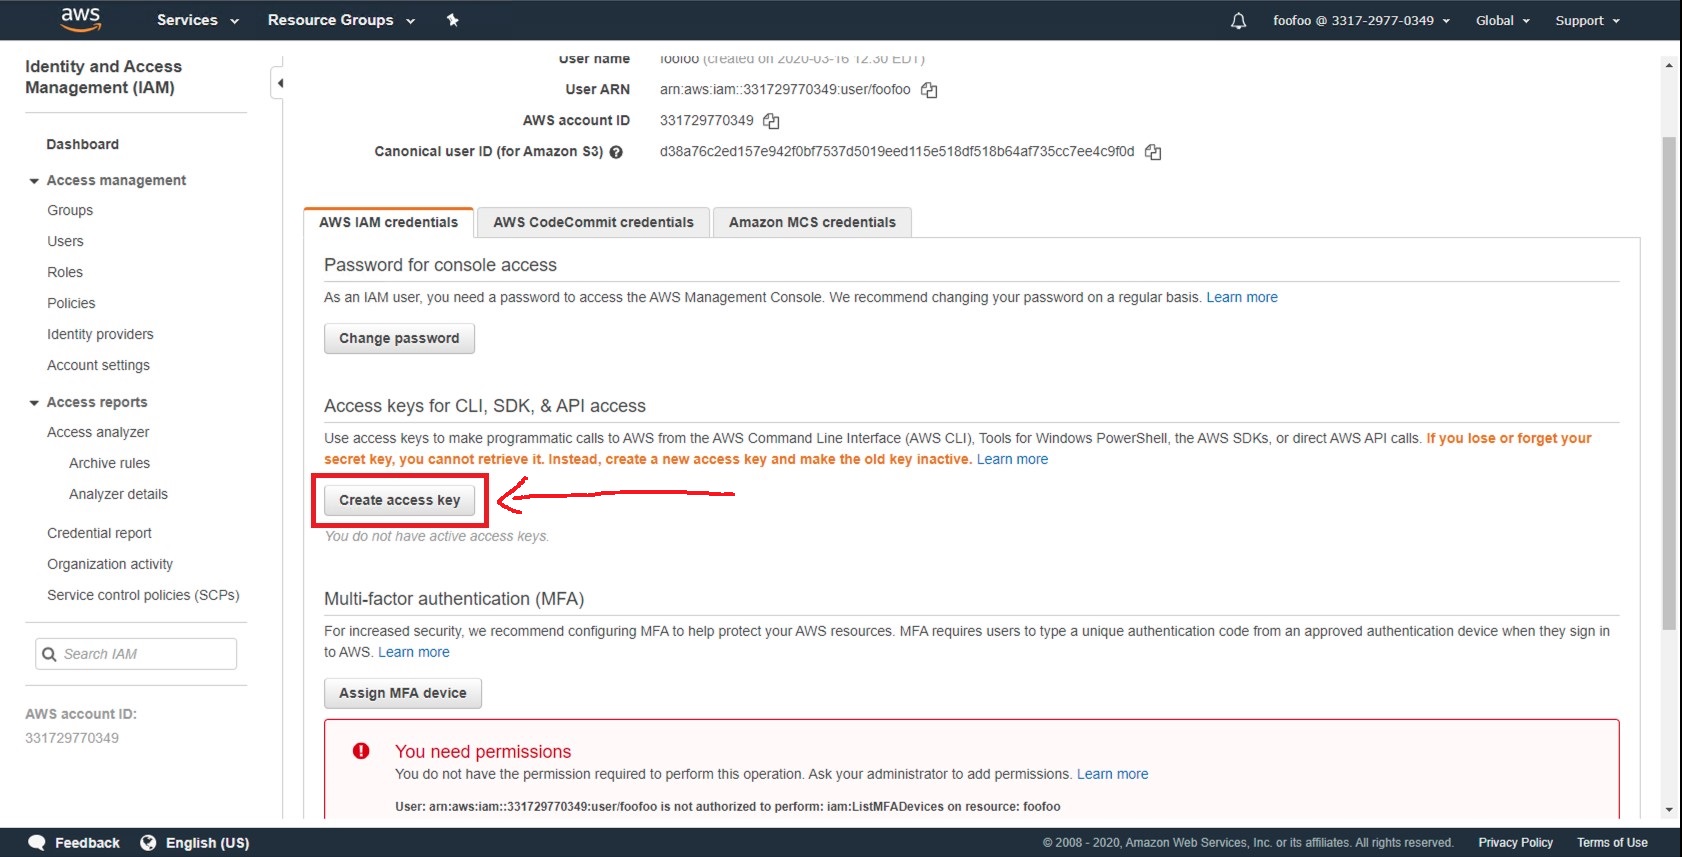 aws
Services
Resource Groups
foofoo @ 3317-2977-0349
Global
Support
Identity and Access
Management (IAM)
Dashboard
Access management
Groups
Users
Roles
Policies
Identity providers
Account settings
Access reports
Access analyzer
Archive rules
Analyzer details
Credential report
Organization activity
Service control policies (SCPs)
Search IAM
AWS account ID:
331729770349
User name foofoo (created on 2020-03-16 12:30 EDT)
User ARN arn:aws:iam::331729770349:user/foofoo
AWS account ID 331729770349
Canonical user ID (for Amazon S3) d38a76c2ed157e942f0bf7537d5019eed115e518df518b64af735cc7ee4c9f0d
AWS IAM credentials
AWS CodeCommit credentials
Amazon MCS credentials
Password for console access
As an IAM user, you need a password to access the AWS Management Console. We recommend changing your password on a regular basis. Learn more
Change password
Access keys for CLI, SDK, & API access
Use access keys to make programmatic calls to AWS from the AWS Command Line Interface (AWS CLI), Tools for Windows PowerShell, the AWS SDKs, or direct AWS API calls. If you lose or forget your
secret key, you cannot retrieve it. Instead, create a new access key and make the old key inactive. Learn more
Create access key
You do not have active access keys.
Multi-factor authentication (MFA)
For increased security, we recommend configuring MFA to help protect your AWS resources. MFA requires users to type a unique authentication code from an approved authentication device when they sign in
to AWS. Learn more
Assign MFA device
You need permissions
You do not have the permission required to perform this operation. Ask your administrator to add permissions. Learn more
User: arn:aws:iam::331729770349:user/foofoo is not authorized to perform: iam:ListMFADevices on resource: foofoo
Feedback
English (US)
© 2008 - 2020, Amazon Web Services, Inc. or its affiliates. All rights reserved.
Privacy Policy
Terms of Use